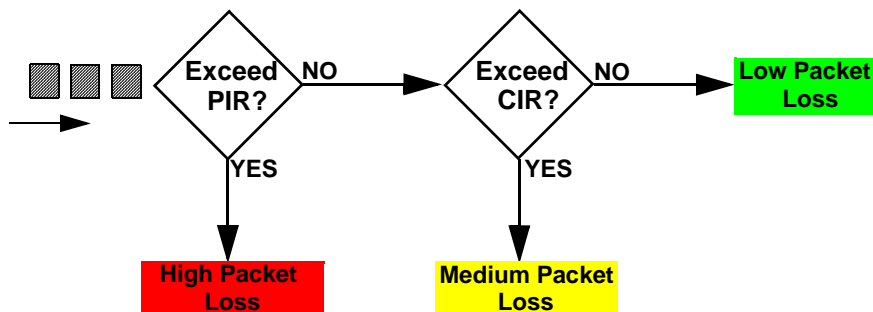 Exceed
PIR?
NO
YES
High Packet
Loss
Exceed
CIR?
NO
YES
Medium Packet
Loss
Low Packet
Loss